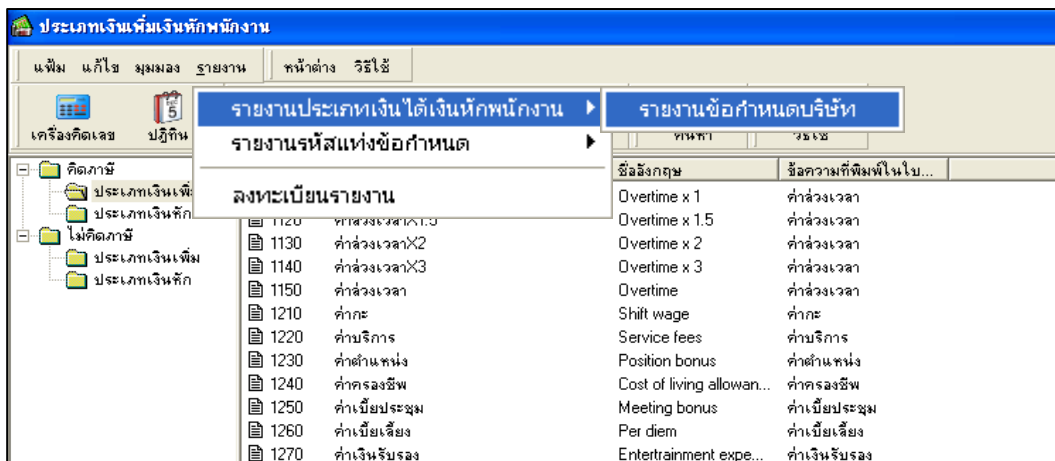 ประเภทเงินเพิ่มเงินหักพนักงาน
แฟ้ม แก้ไข มุมมอง รายงาน หน้าต่าง วิธีใช้
เครื่องคิดเลข ปฏิทิน ค้นหา วิธีใช้
รายงานประเภทเงินได้เงินหักพนักงาน รายงานข้อกำหนดบริษัท
รายงานรหัสแท่งข้อกำหนด
ลงทะเบียนรายงาน
ชื่ออังกฤษ ข้อความที่พิมพ์ในใบ...
คิดภาษี
ประเภทเงินเพิ่ Overtime x 1 ค่าล่วงเวลา
ประเภทเงินหัก 1120 ค่าล่วงเวลาX1.5 Overtime x 1.5 ค่าล่วงเวลา
ไม่คิดภาษี 1130 ค่าล่วงเวลาX2 Overtime x 2 ค่าล่วงเวลา
ประเภทเงินเพิ่ม 1140 ค่าล่วงเวลาX3 Overtime x 3 ค่าล่วงเวลา
ประเภทเงินหัก 1150 ค่าล่วงเวลา Overtime ค่าล่วงเวลา
1210 ค่ากะ Shift wage ค่ากะ
1220 ค่าบริการ Service fees ค่าบริการ
1230 ค่าตำแหน่ง Position bonus ค่าตำแหน่ง
1240 ค่าครองชีพ Cost of living allowan... ค่าครองชีพ
1250 ค่าเบี้ยประชุม Meeting bonus ค่าเบี้ยประชุม
1260 ค่าเบี้ยเลี้ยง Per diem ค่าเบี้ยเลี้ยง
1270 ค่าเงินรับรอง Entertrainment expe... ค่าเงินรับรอง